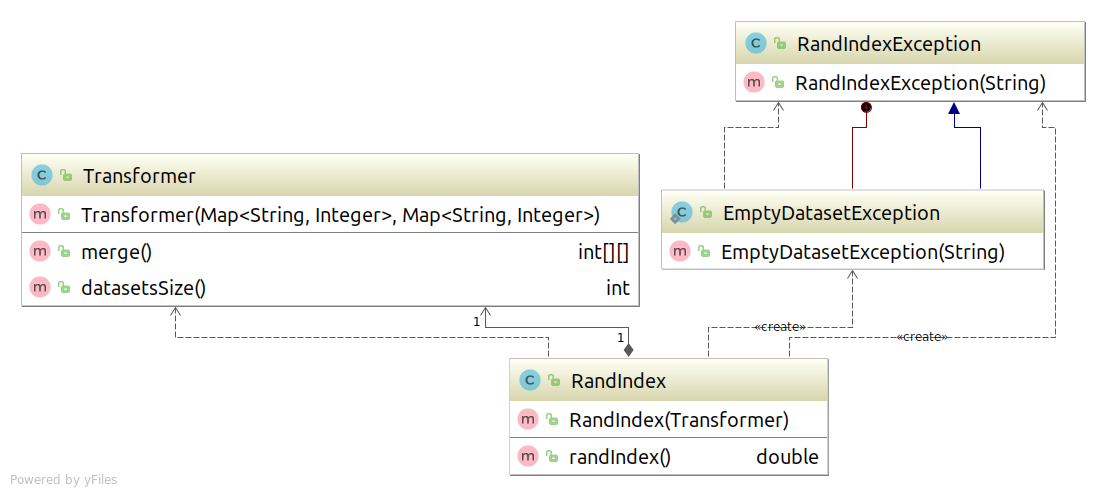 C RandIndexException
m RandIndexException(String)
C Transformer
m Transformer(Map<String, Integer>, Map<String, Integer>)
m merge() int[][]
m datasetsSize() int
C EmptyDatasetException
m EmptyDatasetException(String)
1
1
«create»
«create»
C RandIndex
m RandIndex(Transformer)
m randIndex() double
Powered by yFiles